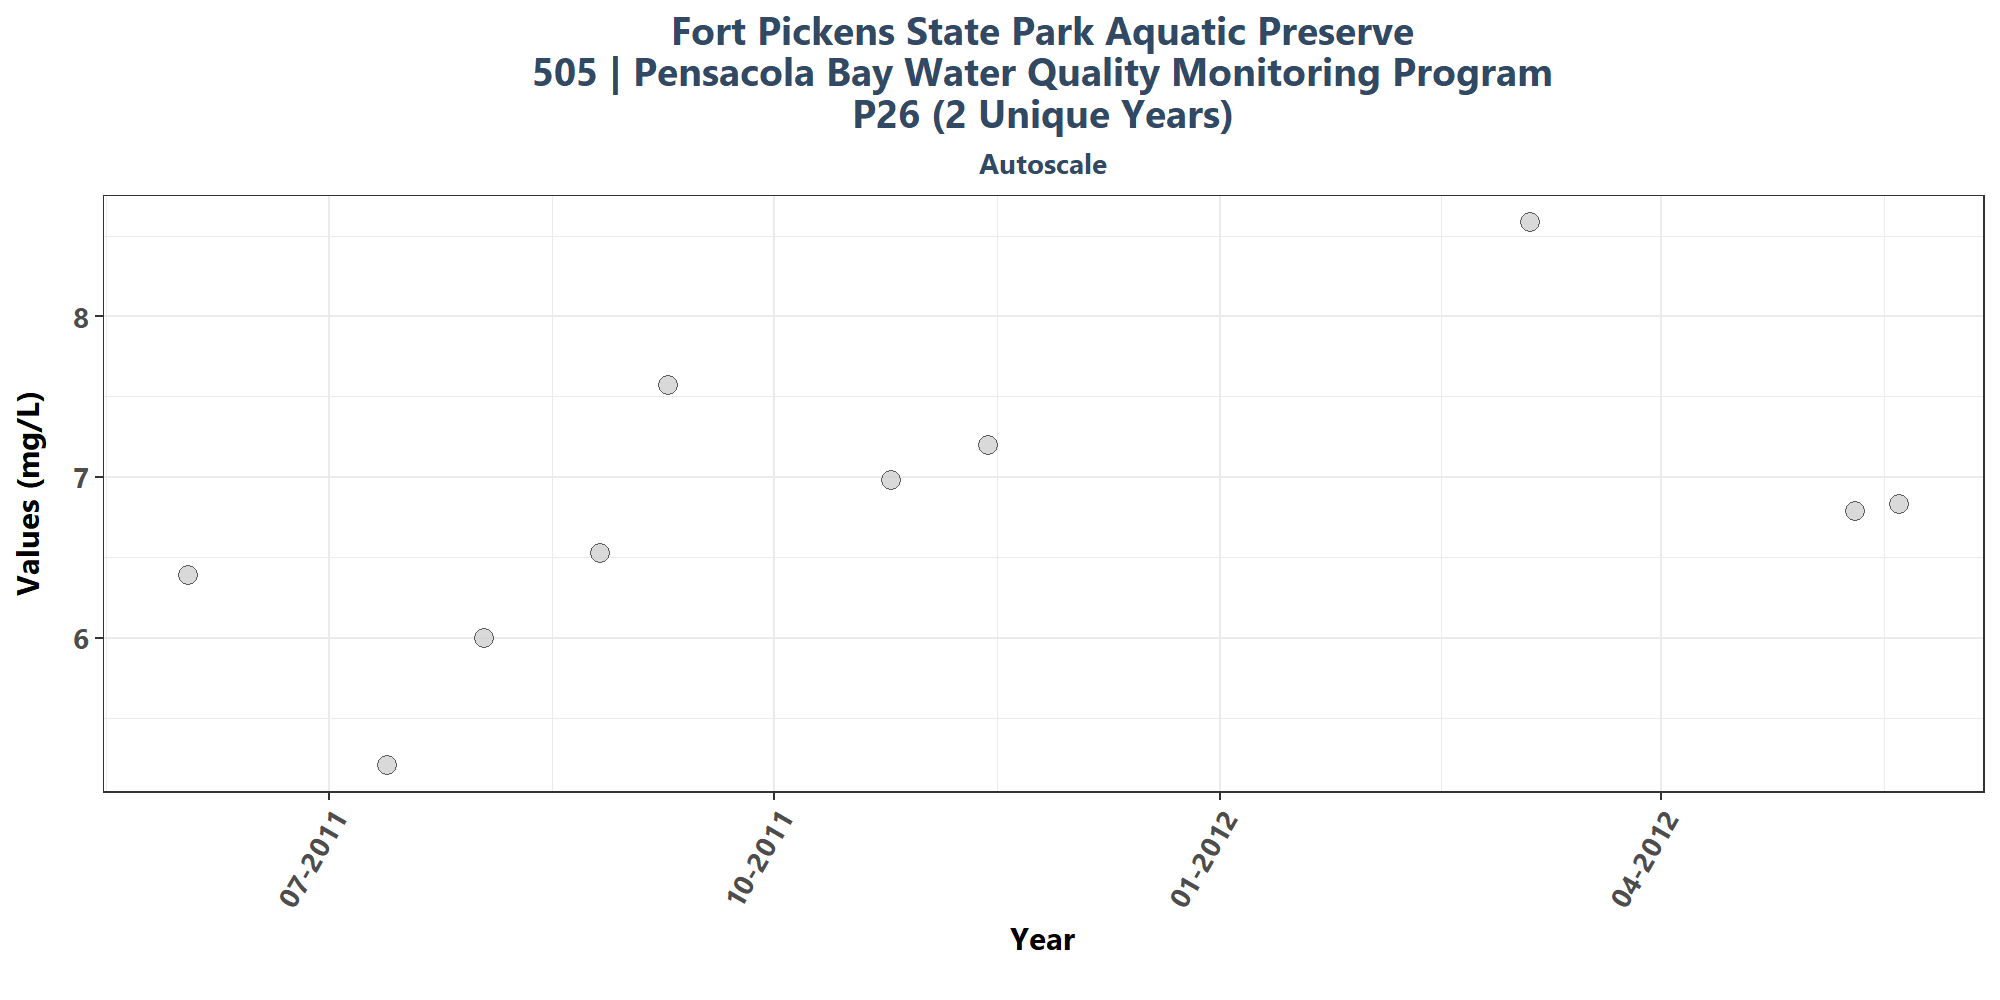 Fort Pickens State Park Aquatic Preserve
505 | Pensacola Bay Water Quality Monitoring Program
P26 (2 Unique Years)
Autoscale
Values (mg/L)
8
7
6
07-2011
10-2011
01-2012
04-2012
Year